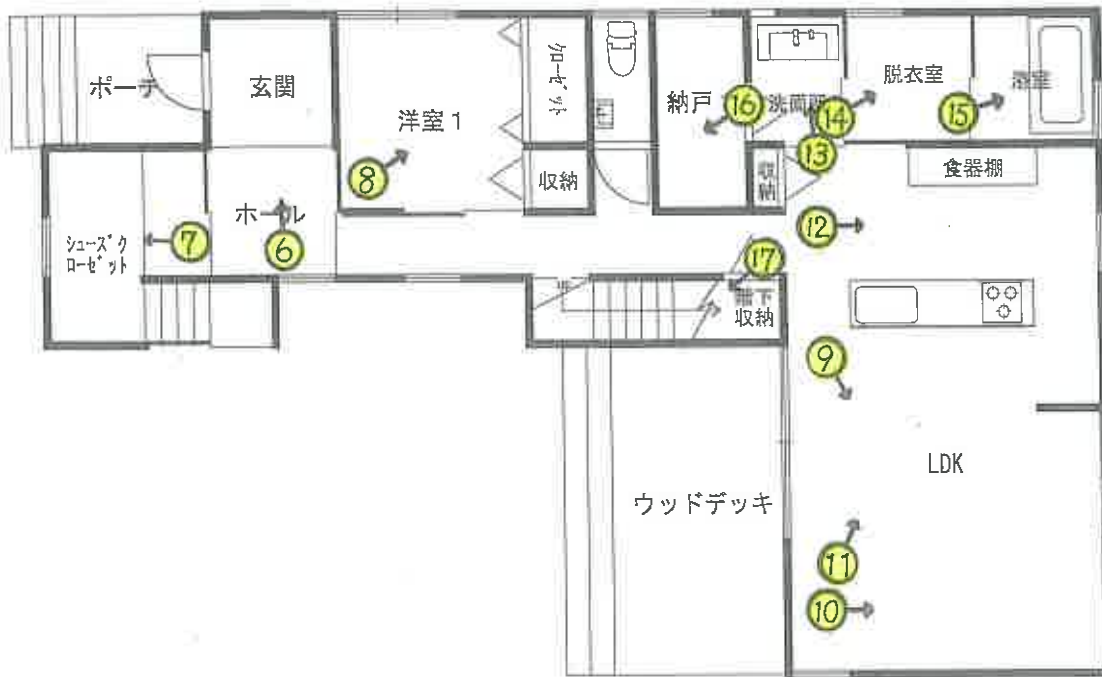 ポーチ
玄関
洋室1
クローゼット
収納
納戸
洗面所
脱衣室
浴室
収納
食器棚
ホール
シューズク
ローゼット
階下
収納
ウッドデッキ
LDK
⑥
⑦
⑧
⑨
⑩
⑪
⑫
⑬
⑭
⑮
⑯
⑰